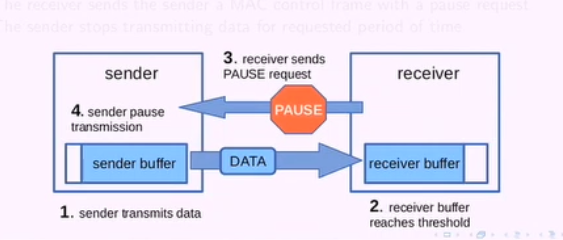 he receiver sends the sender a MAC control frame with a pause request
he sender stops transmitting data for requested period of time
sender
3. receiver sends
PAUSE request
receiver
4. sender pause
transmission
PAUSE
sender buffer
DATA
receiver buffer
1. sender transmits data
2. receiver buffer
reaches threshold